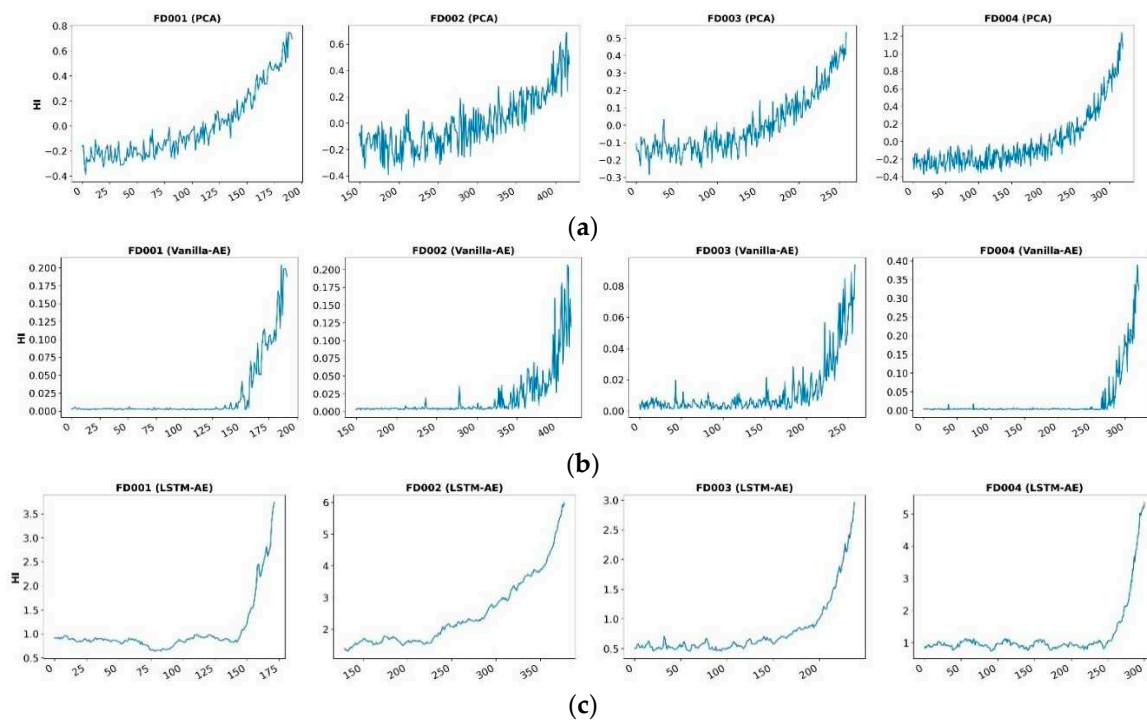 FD001 (PCA) FD002 (PCA) FD003 (PCA) FD004 (PCA)
HI
0.8 0.6 0.4 0.2 0.0 −0.2 −0.4
0 25 50 75 100 125 150 175 200
0.6 0.4 0.2 0.0 −0.2 −0.4
150 200 250 300 350 400
0.5 0.4 0.3 0.2 0.1 0.0 −0.1 −0.2 −0.3
0 50 100 150 200 250
1.2 1.0 0.8 0.6 0.4 0.2 0.0 −0.2 −0.4
0 50 100 150 200 250 300
(a)
FD001 (Vanilla-AE) FD002 (Vanilla-AE) FD003 (Vanilla-AE) FD004 (Vanilla-AE)
HI
0.200 0.175 0.150 0.125 0.100 0.075 0.050 0.025 0.000
0 25 50 75 100 125 150 175 200
0.200 0.175 0.150 0.125 0.100 0.075 0.050 0.025 0.000
150 200 250 300 350 400
0.08 0.06 0.04 0.02 0.00
0 50 100 150 200 250
0.40 0.35 0.30 0.25 0.20 0.15 0.10 0.05 0.00
0 50 100 150 200 250 300
(b)
FD001 (LSTM-AE) FD002 (LSTM-AE) FD003 (LSTM-AE) FD004 (LSTM-AE)
HI
3.5 3.0 2.5 2.0 1.5 1.0 0.5
0 25 50 75 100 125 150 175
6 5 4 3 2
150 200 250 300 350
3.0 2.5 2.0 1.5 1.0 0.5
0 50 100 150 200
5 4 3 2 1
0 50 100 150 200 250 300
(c)